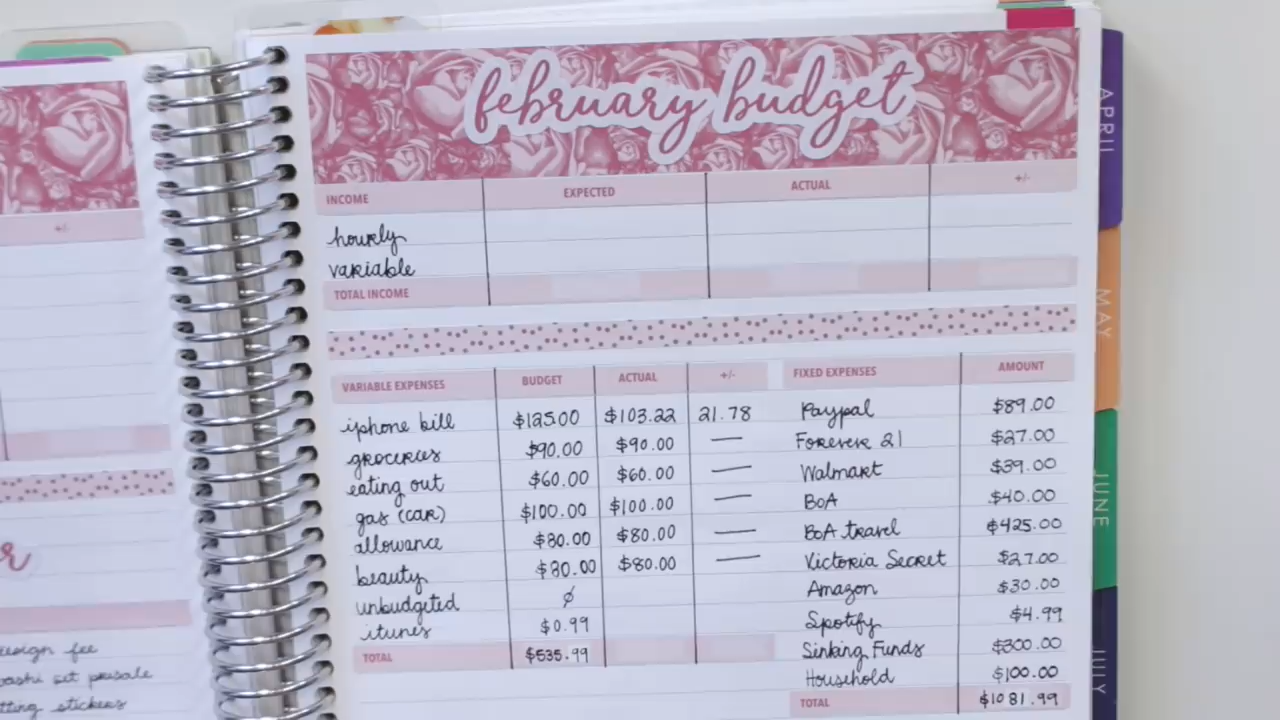 february budget
INCOME EXPECTED ACTUAL +/-
hourly
variable
TOTAL INCOME
VARIABLE EXPENSES BUDGET ACTUAL +/-
iphone bill $125.00 $103.22 21.78
groceries $90.00 $90.00 —
eating out $60.00 $60.00 —
gas (car) $100.00 $100.00 —
allowance $80.00 $80.00 —
beauty $80.00 $80.00 —
unbudgeted ∅
itunes $0.99
TOTAL $535.99
FIXED EXPENSES AMOUNT
Paypal $89.00
Forever 21 $27.00
Walmart $39.00
BoA $40.00
BoA travel $425.00
Victoria Secret $27.00
Amazon $30.00
Spotify $4.99
Sinking Funds $300.00
Household $100.00
TOTAL $1081.99
APRIL
MAY
JUNE
JULY
+/-
design fee
washi set presale
stickers